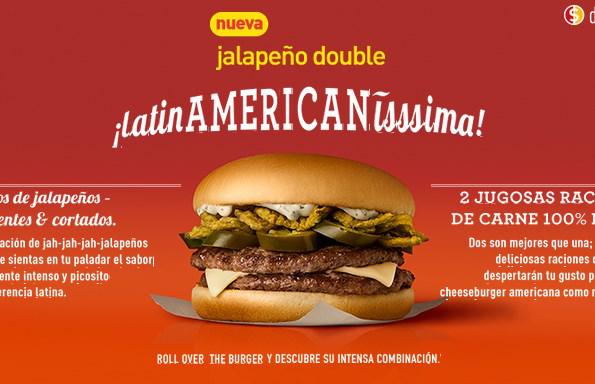 nueva
jalapeño double
¡latinAMERICANísssima!
os de jalapeños –
entes & cortados.
ación de jah-jah-jah-jalapeños
e sientas en tu paladar el sabor
ente intenso y picosito
erencia latina.
2 JUGOSAS RAC
DE CARNE 100%
Dos son mejores que una;
deliciosas raciones
despertarán tu gusto p
cheeseburger americana como
ROLL OVER THE BURGER Y DESCUBRE SU INTENSA COMBINACIÓN.